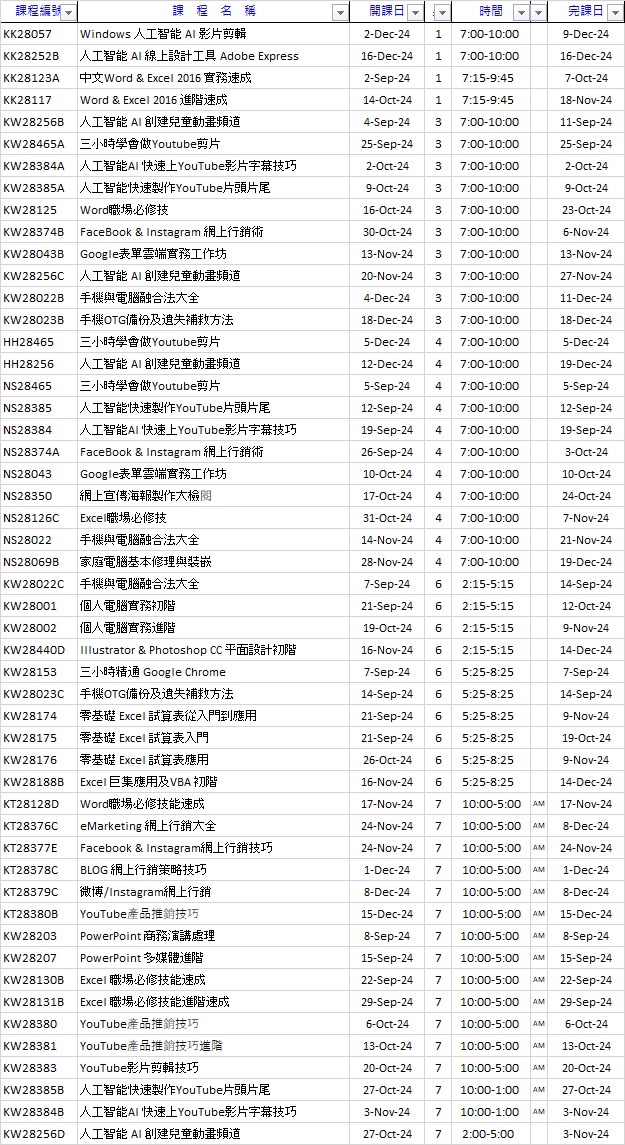 課程編號 課 程 名 稱 開課日 時間 完課日
KK28057 Windows 人工智能 AI 影片剪輯 2-Dec-24 1 7:00-10:00 9-Dec-24
KK28252B 人工智能 AI 線上設計工具 Adobe Express 16-Dec-24 1 7:00-10:00 16-Dec-24
KK28123A 中文Word & Excel 2016 實務速成 2-Sep-24 1 7:15-9:45 7-Oct-24
KK28117 Word & Excel 2016 進階速成 14-Oct-24 1 7:15-9:45 18-Nov-24
KW28256B 人工智能 AI 創建兒童動畫頻道 4-Sep-24 3 7:00-10:00 11-Sep-24
KW28465A 三小時學會做Youtube剪片 25-Sep-24 3 7:00-10:00 25-Sep-24
KW28384A 人工智能AI 快速上YouTube影片字幕技巧 2-Oct-24 3 7:00-10:00 2-Oct-24
KW28385A 人工智能快速製作YouTube片頭片尾 9-Oct-24 3 7:00-10:00 9-Oct-24
KW28125 Word職場必修技 16-Oct-24 3 7:00-10:00 23-Oct-24
KW28374B FaceBook & Instagram 網上行銷術 30-Oct-24 3 7:00-10:00 6-Nov-24
KW28043B Google表單雲端實務工作坊 13-Nov-24 3 7:00-10:00 13-Nov-24
KW28256C 人工智能 AI 創建兒童動畫頻道 20-Nov-24 3 7:00-10:00 27-Nov-24
KW28022B 手機與電腦融合法大全 4-Dec-24 3 7:00-10:00 11-Dec-24
KW28023B 手機OTG備份及遺失補救方法 18-Dec-24 3 7:00-10:00 18-Dec-24
HH28465 三小時學會做Youtube剪片 5-Dec-24 4 7:00-10:00 5-Dec-24
HH28256 人工智能 AI 創建兒童動畫頻道 12-Dec-24 4 7:00-10:00 19-Dec-24
NS28465 三小時學會做Youtube剪片 5-Sep-24 4 7:00-10:00 5-Sep-24
NS28385 人工智能快速製作YouTube片頭片尾 12-Sep-24 4 7:00-10:00 12-Sep-24
NS28384 人工智能AI 快速上YouTube影片字幕技巧 19-Sep-24 4 7:00-10:00 19-Sep-24
NS28374A FaceBook & Instagram 網上行銷術 26-Sep-24 4 7:00-10:00 3-Oct-24
NS28043 Google表單雲端實務工作坊 10-Oct-24 4 7:00-10:00 10-Oct-24
NS28350 網上宣傳海報製作大檢閱 17-Oct-24 4 7:00-10:00 24-Oct-24
NS28126C Excel職場必修技 31-Oct-24 4 7:00-10:00 7-Nov-24
NS28022 手機與電腦融合法大全 14-Nov-24 4 7:00-10:00 21-Nov-24
NS28069B 家庭電腦基本修理與裝嵌 28-Nov-24 4 7:00-10:00 19-Dec-24
KW28022C 手機與電腦融合法大全 7-Sep-24 6 2:15-5:15 14-Sep-24
KW28001 個人電腦實務初階 21-Sep-24 6 2:15-5:15 12-Oct-24
KW28002 個人電腦實務進階 19-Oct-24 6 2:15-5:15 9-Nov-24
KW28440D Illustrator & Photoshop CC 平面設計初階 16-Nov-24 6 2:15-5:15 14-Dec-24
KW28153 三小時精通 Google Chrome 7-Sep-24 6 5:25-8:25 7-Sep-24
KW28023C 手機OTG備份及遺失補救方法 14-Sep-24 6 5:25-8:25 14-Sep-24
KW28174 零基礎 Excel 試算表從入門到應用 21-Sep-24 6 5:25-8:25 9-Nov-24
KW28175 零基礎 Excel 試算表入門 21-Sep-24 6 5:25-8:25 19-Oct-24
KW28176 零基礎 Excel 試算表應用 26-Oct-24 6 5:25-8:25 9-Nov-24
KW28188B Excel 巨集應用及VBA 初階 16-Nov-24 6 5:25-8:25 14-Dec-24
KT28128D Word職場必修技能速成 17-Nov-24 7 10:00-5:00 AM 17-Nov-24
KT28376C eMarketing 網上行銷大全 24-Nov-24 7 10:00-5:00 AM 8-Dec-24
KT28377E Facebook & Instagram網上行銷技巧 24-Nov-24 7 10:00-5:00 AM 24-Nov-24
KT28378C BLOG 網上行銷策略技巧 1-Dec-24 7 10:00-5:00 AM 1-Dec-24
KT28379C 微博/Instagram網上行銷 8-Dec-24 7 10:00-5:00 AM 8-Dec-24
KT28380B YouTube產品推銷技巧 15-Dec-24 7 10:00-5:00 AM 15-Dec-24
KW28203 PowerPoint 商務演講處理 8-Sep-24 7 10:00-5:00 AM 8-Sep-24
KW28207 PowerPoint 多媒體進階 15-Sep-24 7 10:00-5:00 AM 15-Sep-24
KW28130B Excel 職場必修技能速成 22-Sep-24 7 10:00-5:00 AM 22-Sep-24
KW28131B Excel 職場必修技能進階速成 29-Sep-24 7 10:00-5:00 AM 29-Sep-24
KW28380 YouTube產品推銷技巧 6-Oct-24 7 10:00-5:00 AM 6-Oct-24
KW28381 YouTube產品推銷技巧進階 13-Oct-24 7 10:00-5:00 AM 13-Oct-24
KW28383 YouTube影片剪輯技巧 20-Oct-24 7 10:00-5:00 AM 20-Oct-24
KW28385B 人工智能快速製作YouTube片頭片尾 27-Oct-24 7 10:00-1:00 AM 27-Oct-24
KW28384B 人工智能AI 快速上YouTube影片字幕技巧 3-Nov-24 7 10:00-1:00 AM 3-Nov-24
KW28256D 人工智能 AI 創建兒童動畫頻道 27-Oct-24 7 2:00-5:00 3-Nov-24